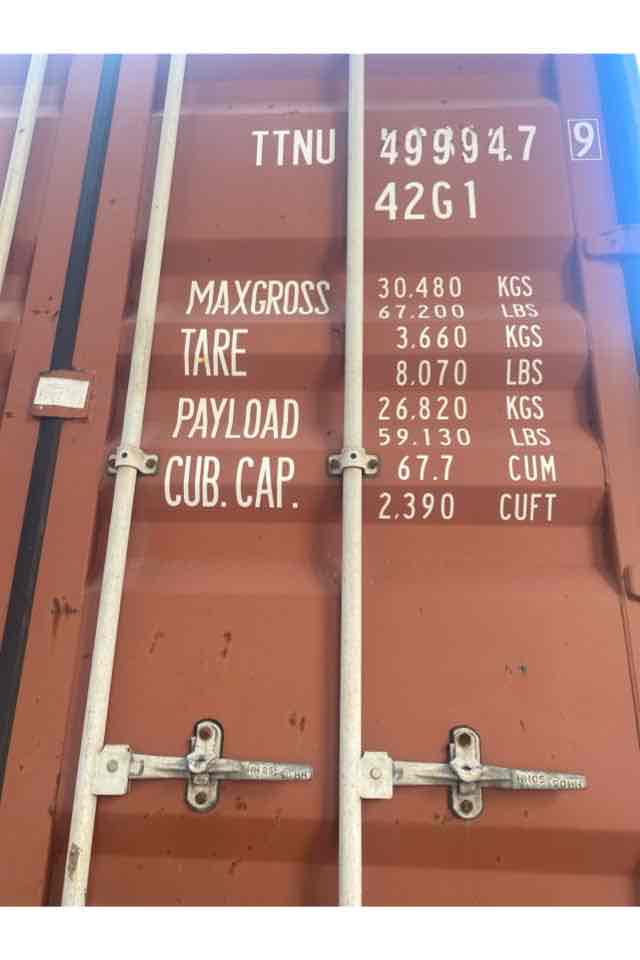 TTNU 499947 9
42G1
MAXGROSS 30.480 KGS
67.200 LBS
TARE 3.660 KGS
8.070 LBS
PAYLOAD 26.820 KGS
59.130 LBS
CUB. CAP. 67.7 CUM
2.390 CUFT